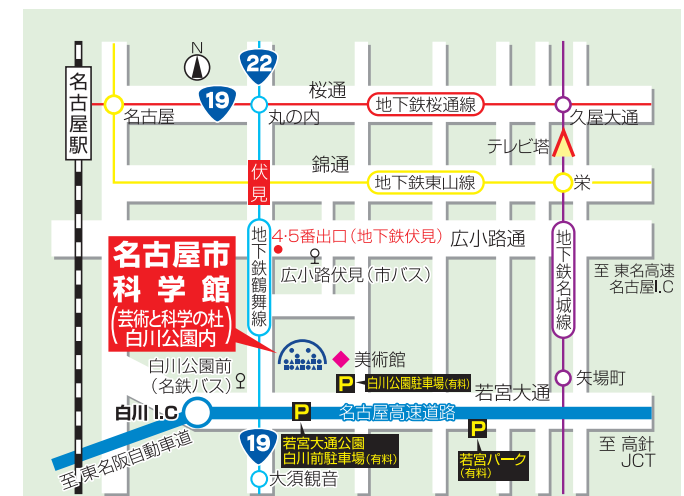 N
22
19
桜通
地下鉄桜通線
名古屋駅
名古屋
丸の内
久屋大通
テレビ塔
錦通
伏見
地下鉄東山線
栄
4・5番出口(地下鉄伏見)
広小路通
名古屋市
科学館
(芸術と科学の杜
白川公園内)
地下鉄鶴舞線
広小路伏見(市バス)
地下鉄名城線
至 東名高速
名古屋I.C
美術館
白川公園前
(名鉄バス)
P
白川公園駐車場(有料)
若宮大通
矢場町
白川 I.C
P
名古屋高速道路
P
至 東名阪自動車道
19
若宮大通公園
白川前駐車場(有料)
若宮パーク
(有料)
至 高針
JCT
大須観音